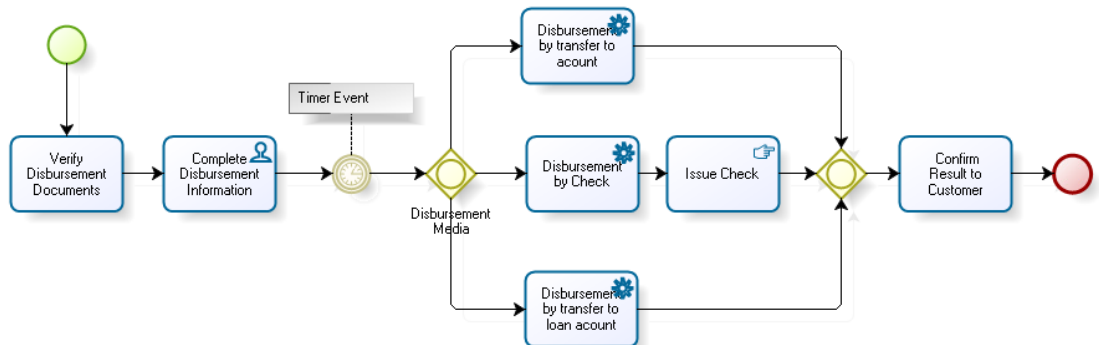 Disbursement
by transfer to
acount
Timer Event
Verify
Disbursement
Documents
Complete
Disbursement
Information
Disbursement
Media
Disbursement
by Check
Issue Check
Confirm
Result to
Customer
Disbursement
by transfer to
loan acount